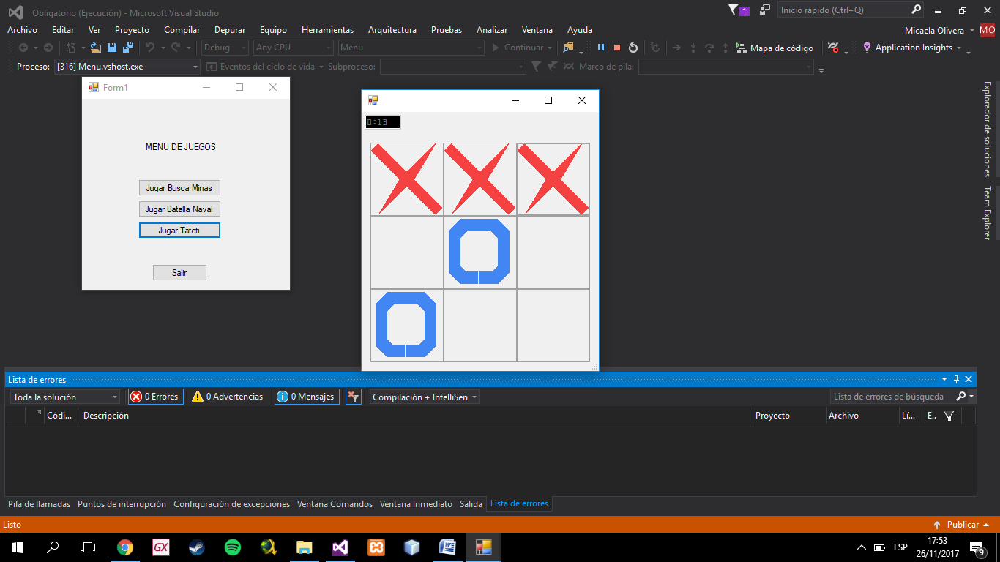 Obligatorio (Ejecución) - Microsoft Visual Studio
1
Inicio rápido (Ctrl+Q)
Archivo Editar Ver Proyecto Compilar Depurar Equipo Herramientas Arquitectura Pruebas Analizar Ventana Ayuda
Micaela Olivera
MO
Debug Any CPU Menu Continuar Mapa de código Application Insights
Proceso: [316] Menu.vshost.exe Eventos del ciclo de vida Subproceso: Marco de pila:
Form1
MENU DE JUEGOS
Jugar Busca Minas
Jugar Batalla Naval
Jugar Tateti
Salir
0:13
Explorador de soluciones
Team Explorer
Lista de errores
Toda la solución 0 Errores 0 Advertencias 0 Mensajes Compilación + IntelliSen Lista de errores de búsqueda
Códi... Descripción Proyecto Archivo Lí... E..
Pila de llamadas Puntos de interrupción Configuración de excepciones Ventana Comandos Ventana Inmediato Salida Lista de errores
Listo Publicar
GX
ESP
17:53
26/11/2017
9